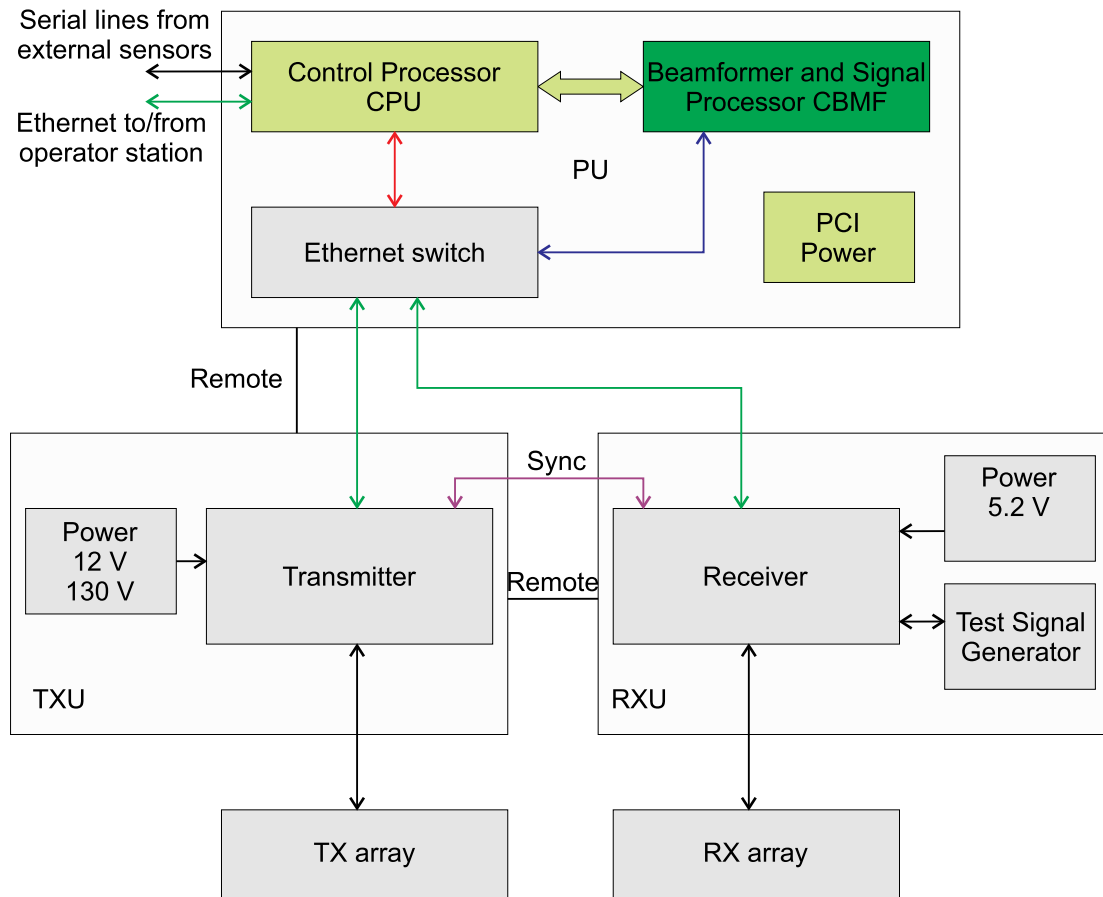 Serial lines from
external sensors
Ethernet to/from
operator station
Control Processor
CPU
Beamformer and Signal
Processor CBMF
PU
Ethernet switch
PCI
Power
Remote
Sync
Power
12 V
130 V
Transmitter
TXU
Remote
Receiver
Power
5.2 V
Test Signal
Generator
RXU
TX array
RX array